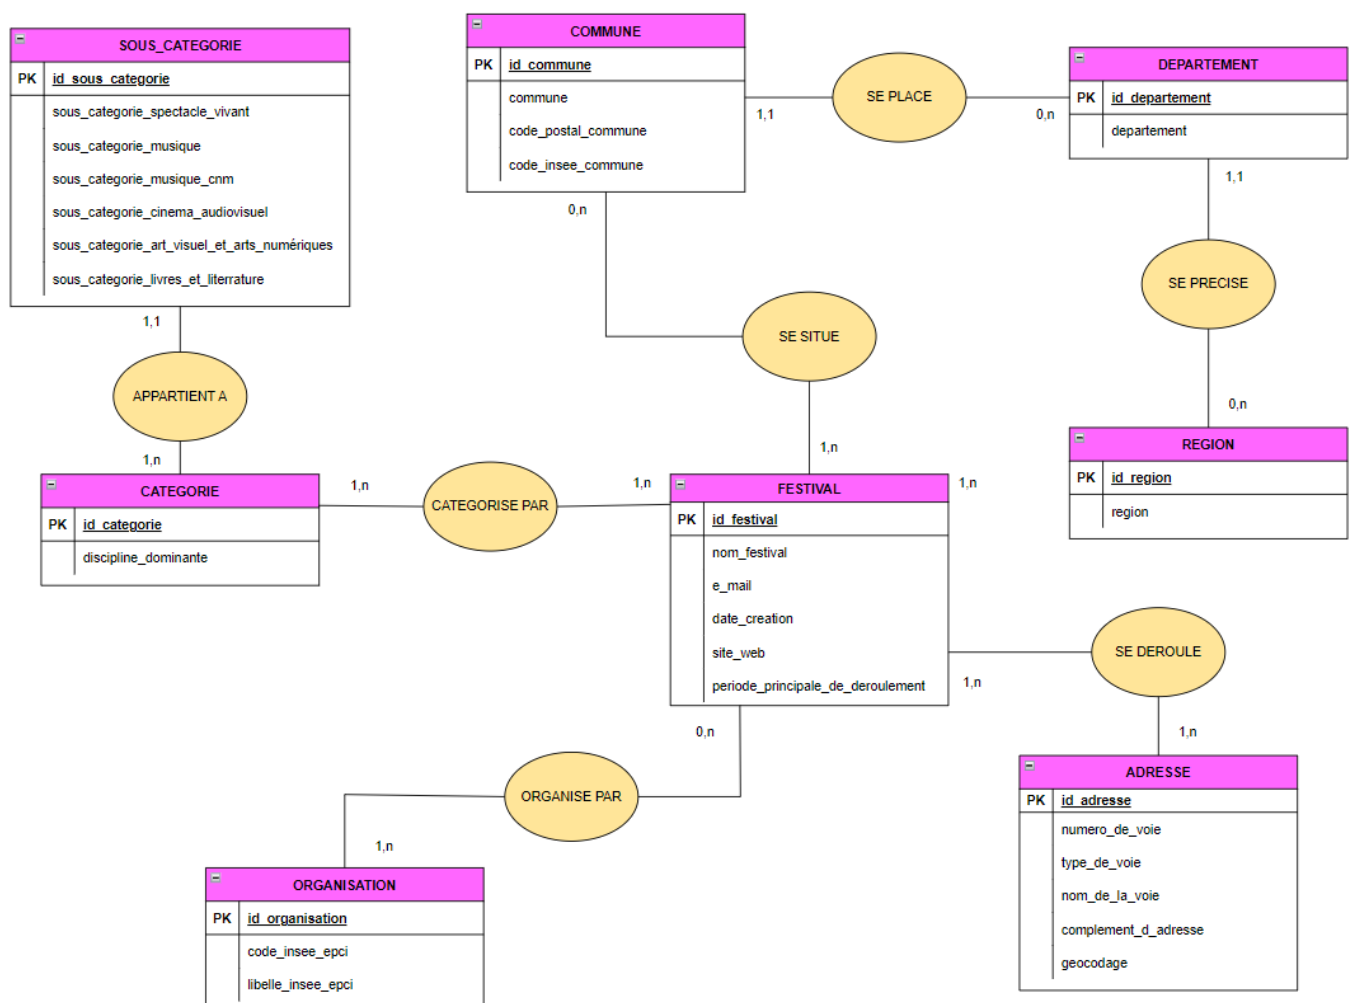 SOUS_CATEGORIE
PK id_sous_categorie
sous_categorie_spectacle_vivant
sous_categorie_musique
sous_categorie_musique_cnm
sous_categorie_cinema_audiovisuel
sous_categorie_art_visuel_et_arts_numériques
sous_categorie_livres_et_literrature
1,1
APPARTIENT A
1,n
CATEGORIE
PK id_categorie
discipline_dominante
1,n
CATEGORISE PAR
1,n
COMMUNE
PK id_commune
commune
code_postal_commune
code_insee_commune
1,1
SE PLACE
0,n
DEPARTEMENT
PK id_departement
departement
1,1
SE PRECISE
0,n
REGION
PK id_region
region
0,n
SE SITUE
1,n
FESTIVAL
1,n
PK id_festival
nom_festival
e_mail
date_creation
site_web
periode_principale_de_deroulement
1,n
SE DEROULE
1,n
ADRESSE
PK id_adresse
numero_de_voie
type_de_voie
nom_de_la_voie
complement_d_adresse
geocodage
0,n
ORGANISE PAR
1,n
ORGANISATION
PK id_organisation
code_insee_epci
libelle_insee_epci